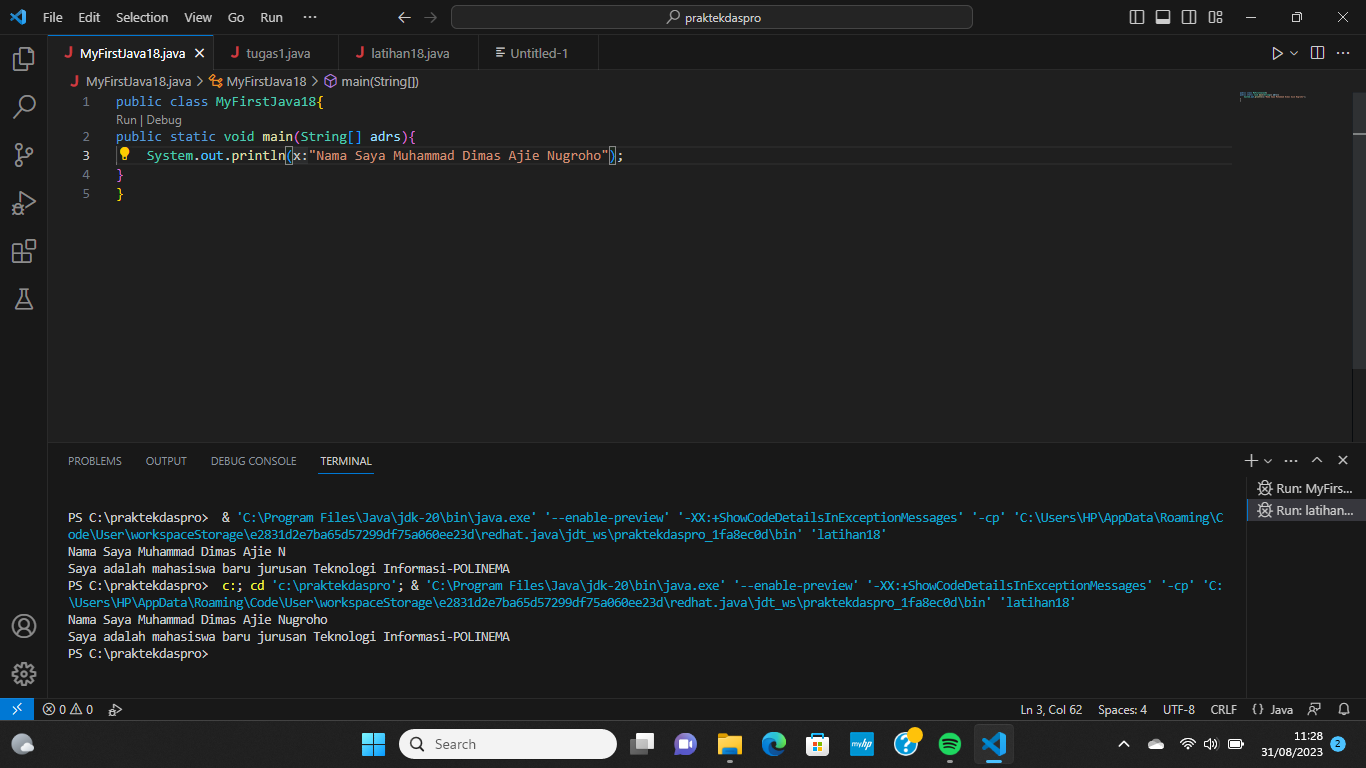 File Edit Selection View Go Run ··· praktekdaspro
MyFirstJava18.java tugas1.java latihan18.java Untitled-1
MyFirstJava18.java > MyFirstJava18 > main(String[])
1 public class MyFirstJava18{
Run | Debug
2 public static void main(String[] adrs){
3 System.out.println(x:"Nama Saya Muhammad Dimas Ajie Nugroho");
4 }
5 }
PROBLEMS OUTPUT DEBUG CONSOLE TERMINAL
Run: MyFirs...
Run: latihan...
PS C:\praktekdaspro> & 'C:\Program Files\Java\jdk-20\bin\java.exe' '--enable-preview' '-XX:+ShowCodeDetailsInExceptionMessages' '-cp' 'C:\Users\HP\AppData\Roaming\C
ode\User\workspaceStorage\e2831d2e7ba65d57299df75a060ee23d\redhat.java\jdt_ws\praktekdaspro_1fa8ec0d\bin' 'latihan18'
Nama Saya Muhammad Dimas Ajie N
Saya adalah mahasiswa baru jurusan Teknologi Informasi-POLINEMA
PS C:\praktekdaspro> c:; cd 'c:\praktekdaspro'; & 'C:\Program Files\Java\jdk-20\bin\java.exe' '--enable-preview' '-XX:+ShowCodeDetailsInExceptionMessages' '-cp' 'C:
\Users\HP\AppData\Roaming\Code\User\workspaceStorage\e2831d2e7ba65d57299df75a060ee23d\redhat.java\jdt_ws\praktekdaspro_1fa8ec0d\bin' 'latihan18'
Nama Saya Muhammad Dimas Ajie Nugroho
Saya adalah mahasiswa baru jurusan Teknologi Informasi-POLINEMA
PS C:\praktekdaspro>
0 0 Ln 3, Col 62 Spaces: 4 UTF-8 CRLF {} Java
Search myhp 11:28
31/08/2023 2